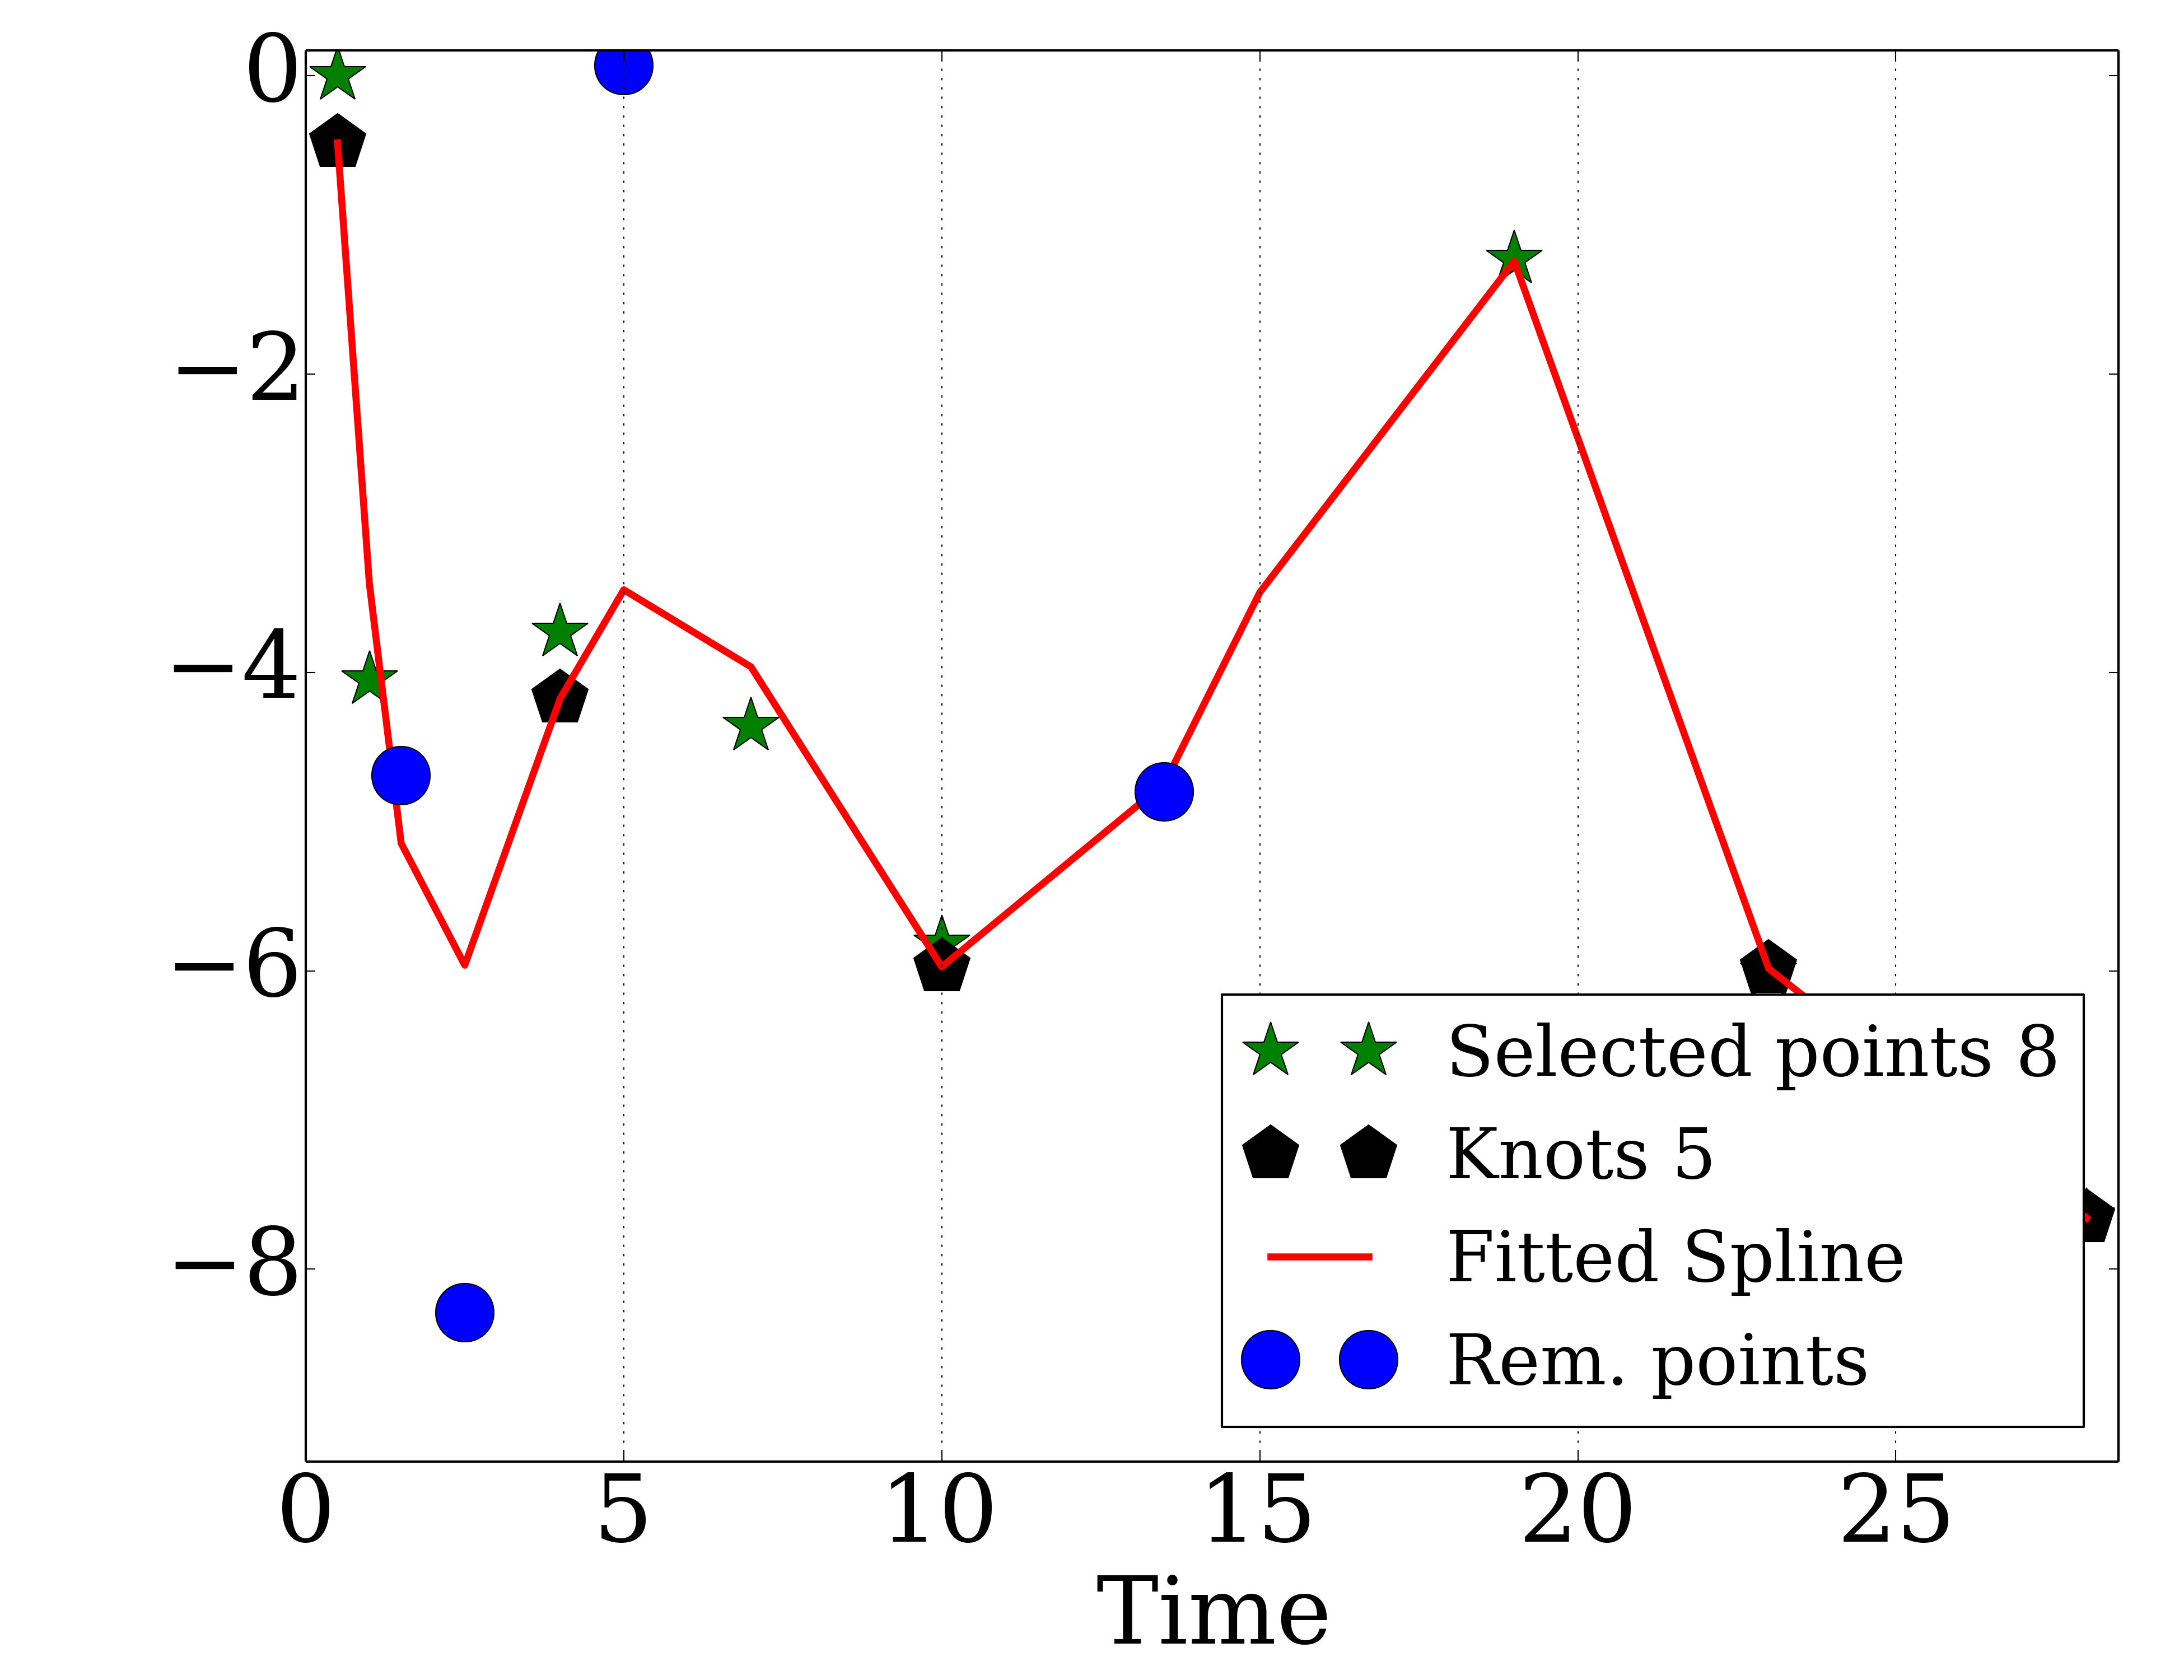 0
−2
−4
−6
−8
Selected points 8
Knots 5
Fitted Spline
Rem. points
0 5 10 15 20 25
Time